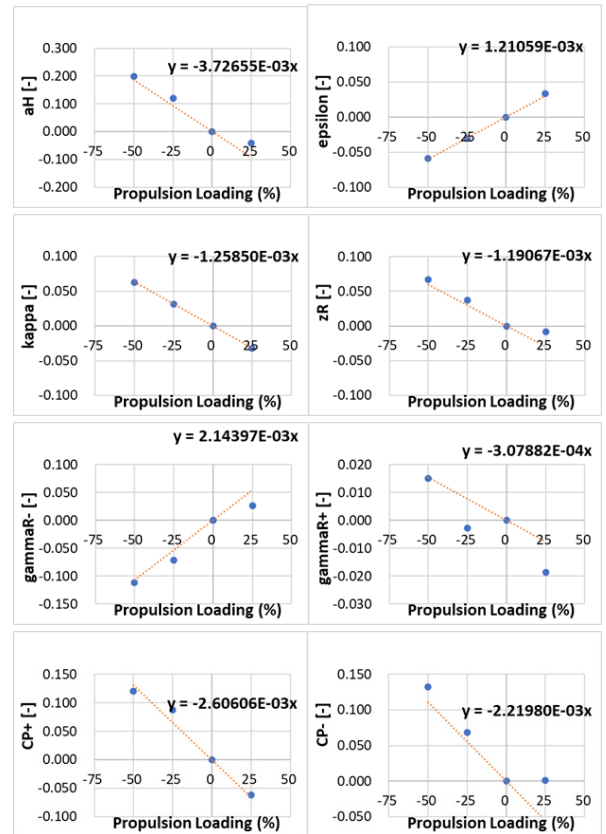 y = -3.72655E-03x
0.300
0.200
0.100
0.000
-0.100
-0.200
aH [-]
-75 -50 -25 0 25 50
Propulsion Loading (%)
y = 1.21059E-03x
0.100
0.050
0.000
-0.050
-0.100
epsilon [-]
-75 -50 -25 0 25 50
Propulsion Loading (%)
y = -1.25850E-03x
0.100
0.050
0.000
-0.050
-0.100
kappa [-]
-75 -50 -25 0 25 50
Propulsion Loading (%)
y = -1.19067E-03x
0.100
0.050
0.000
-0.050
-0.100
zR [-]
-75 -50 -25 0 25 50
Propulsion Loading (%)
y = 2.14397E-03x
0.100
0.050
0.000
-0.050
-0.100
-0.150
gammaR- [-]
-75 -50 -25 0 25 50
Propulsion Loading (%)
y = -3.07882E-04x
0.020
0.010
0.000
-0.010
-0.020
-0.030
gammaR+ [-]
-75 -50 -25 0 25 50
Propulsion Loading (%)
y = -2.60606E-03x
0.150
0.100
0.050
0.000
-0.050
-0.100
CP+ [-]
-75 -50 -25 0 25 50
Propulsion Loading (%)
y = -2.21980E-03x
0.150
0.100
0.050
0.000
-0.050
CP- [-]
-75 -50 -25 0 25 50
Propulsion Loading (%)